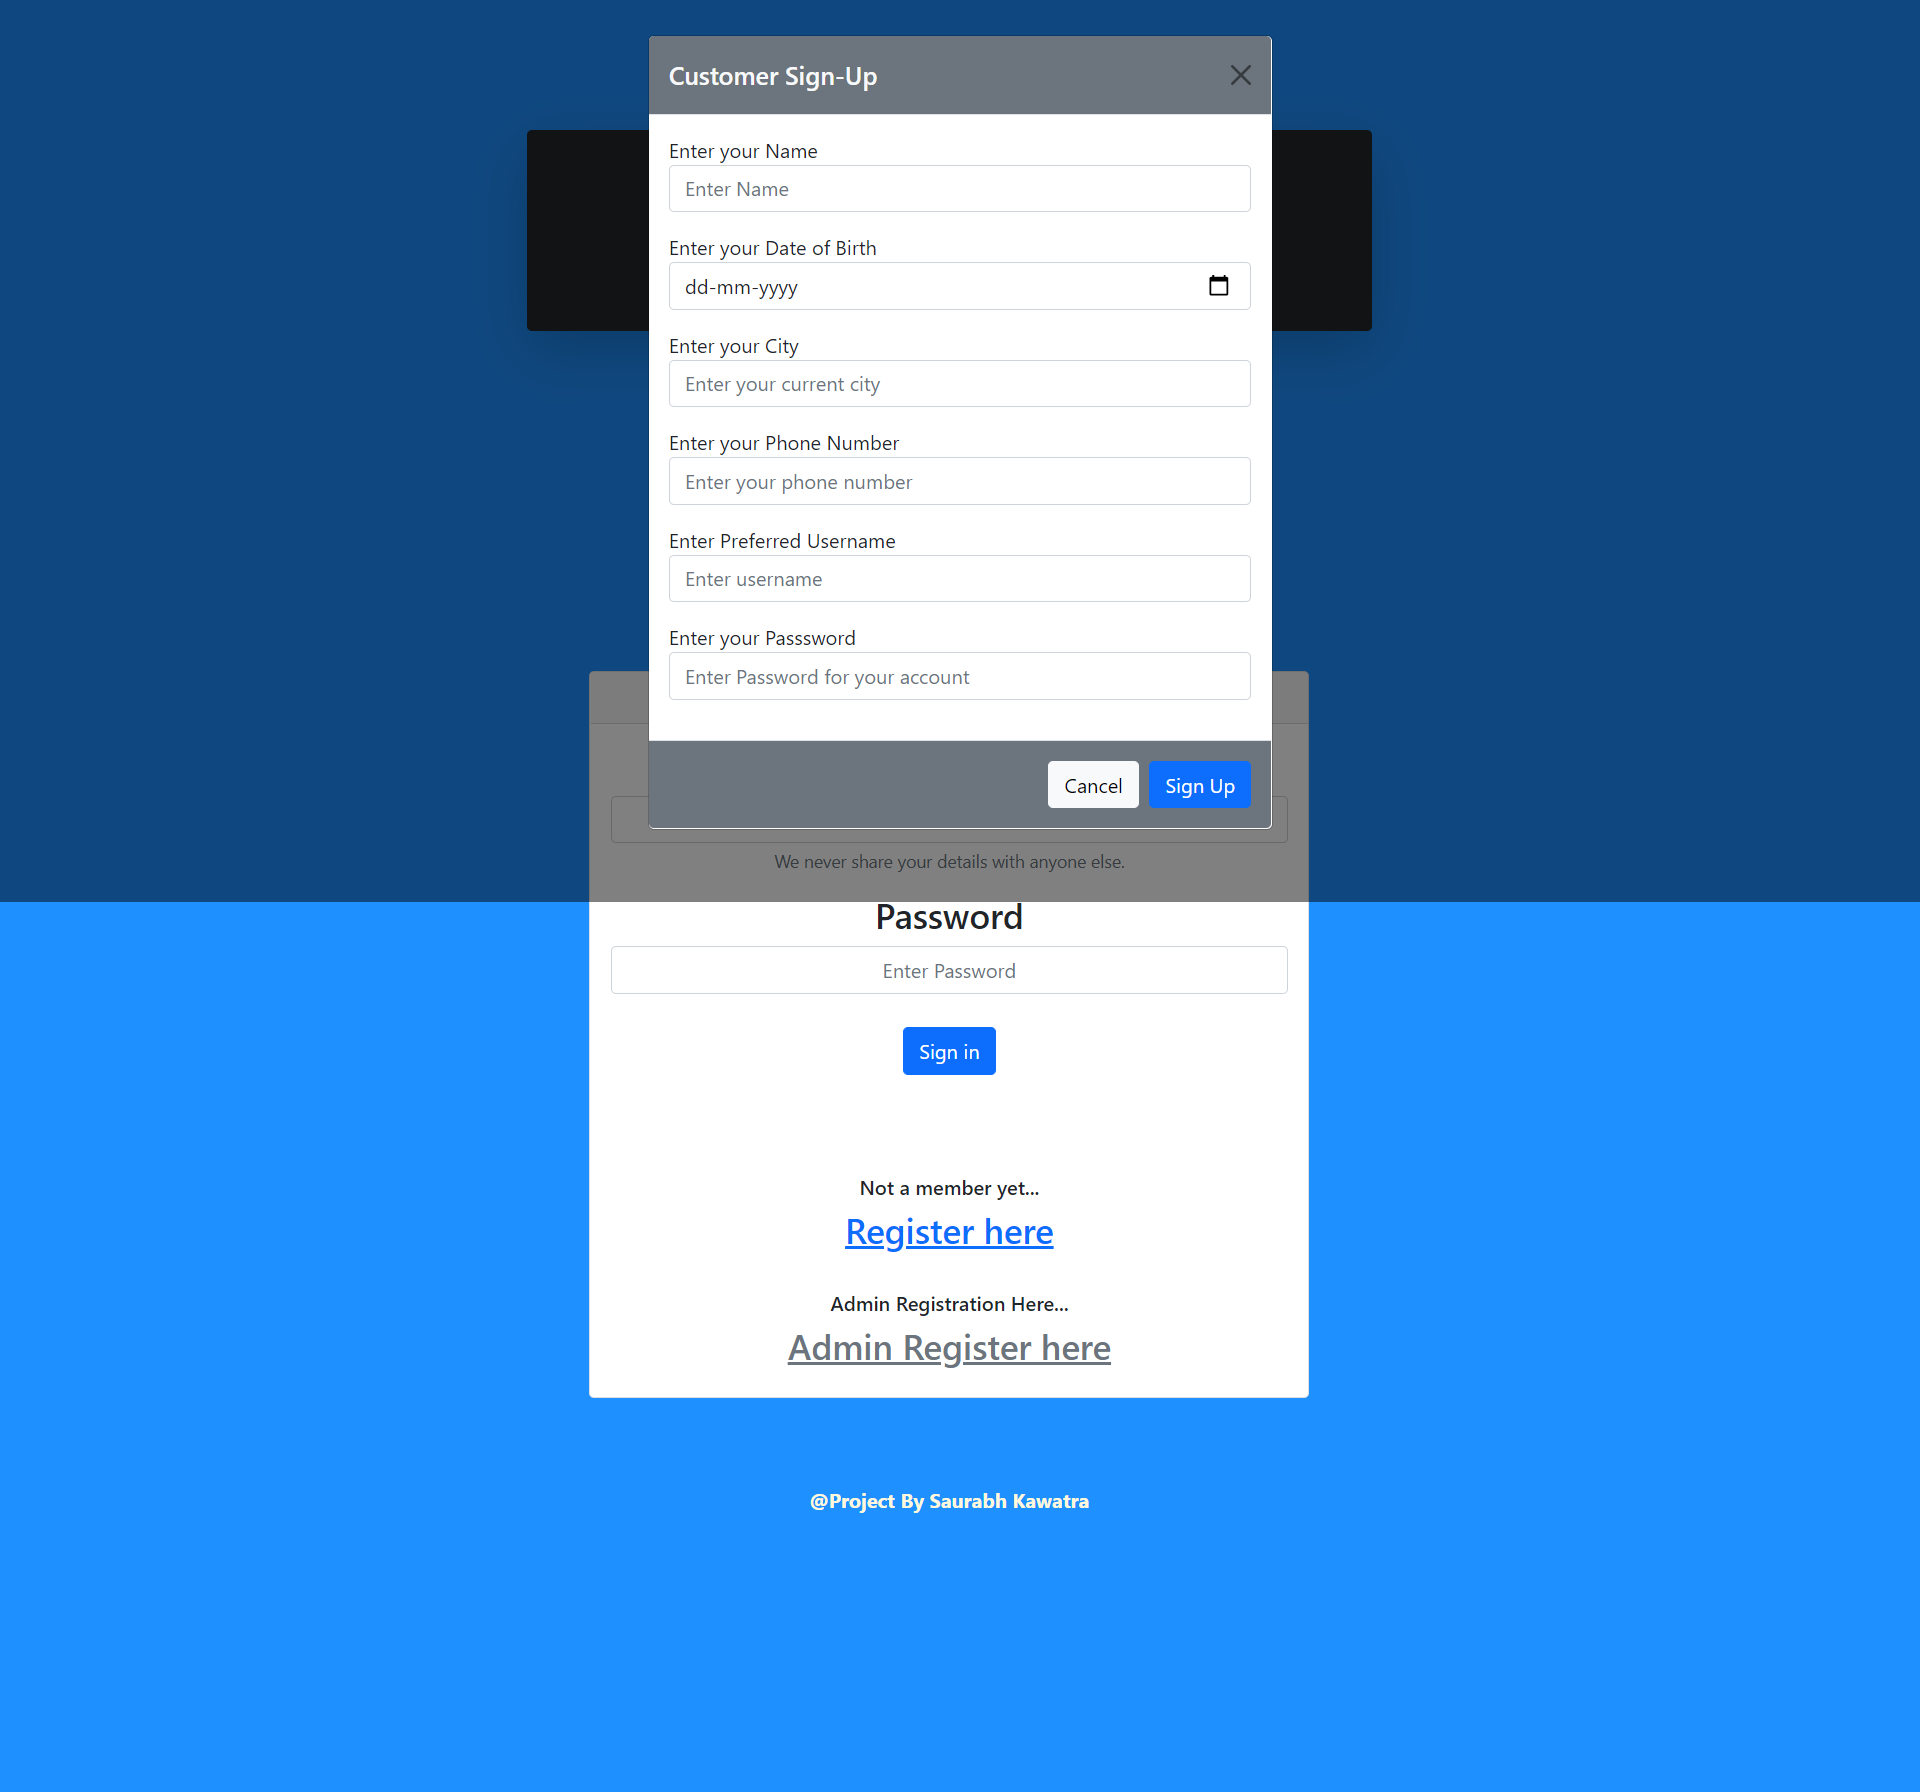 Customer Sign-Up
Enter your Name
Enter Name
Enter your Date of Birth
dd-mm-yyyy
Enter your City
Enter your current city
Enter your Phone Number
Enter your phone number
Enter Preferred Username
Enter username
Enter your Passsword
Enter Password for your account
Cancel
Sign Up
We never share your details with anyone else.
Password
Enter Password
Sign in
Not a member yet...
Register here
Admin Registration Here...
Admin Register here
@Project By Saurabh Kawatra